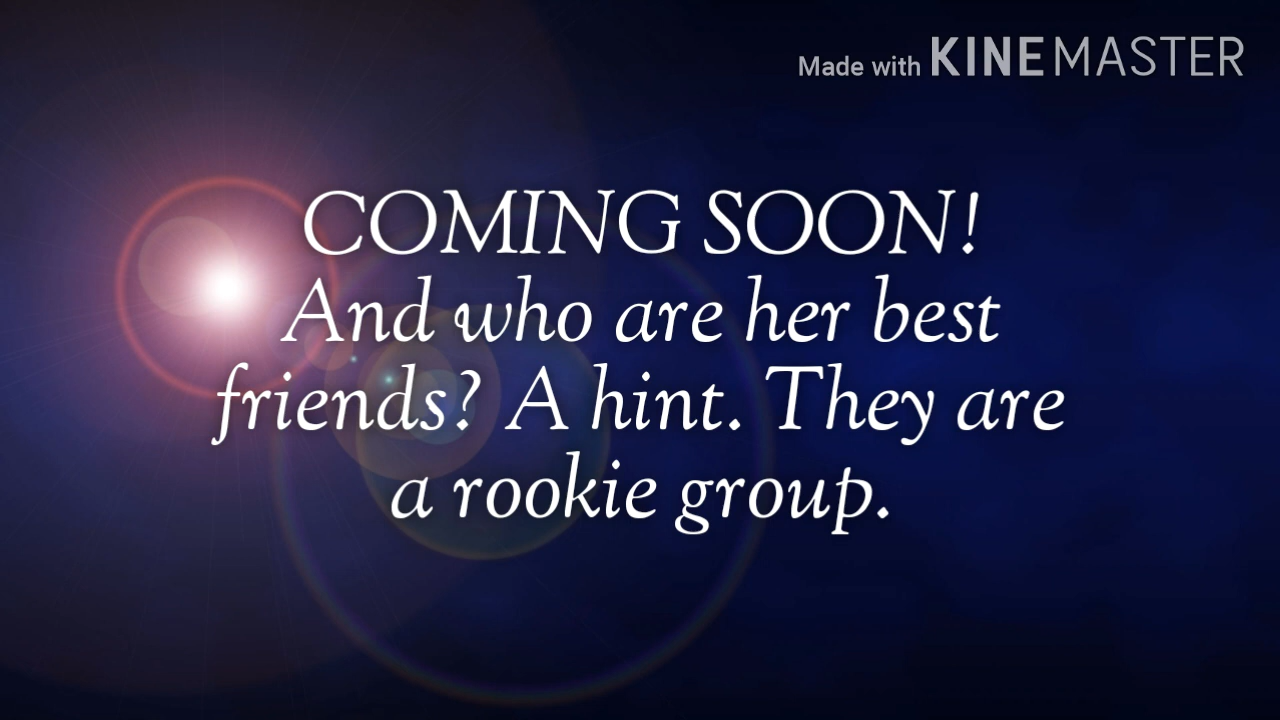 Made with KINEMASTER
COMING SOON!
And who are her best
friends? A hint. They are
a rookie group.